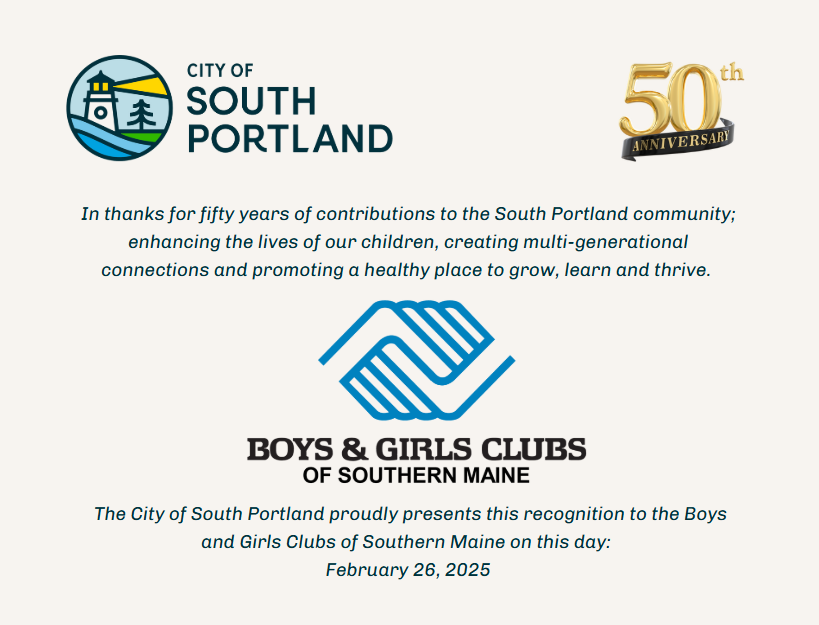 CITY OF
SOUTH
PORTLAND
50th
ANNIVERSARY
In thanks for fifty years of contributions to the South Portland community;
enhancing the lives of our children, creating multi-generational
connections and promoting a healthy place to grow, learn and thrive.
BOYS & GIRLS CLUBS
OF SOUTHERN MAINE
The City of South Portland proudly presents this recognition to the Boys
and Girls Clubs of Southern Maine on this day:
February 26, 2025